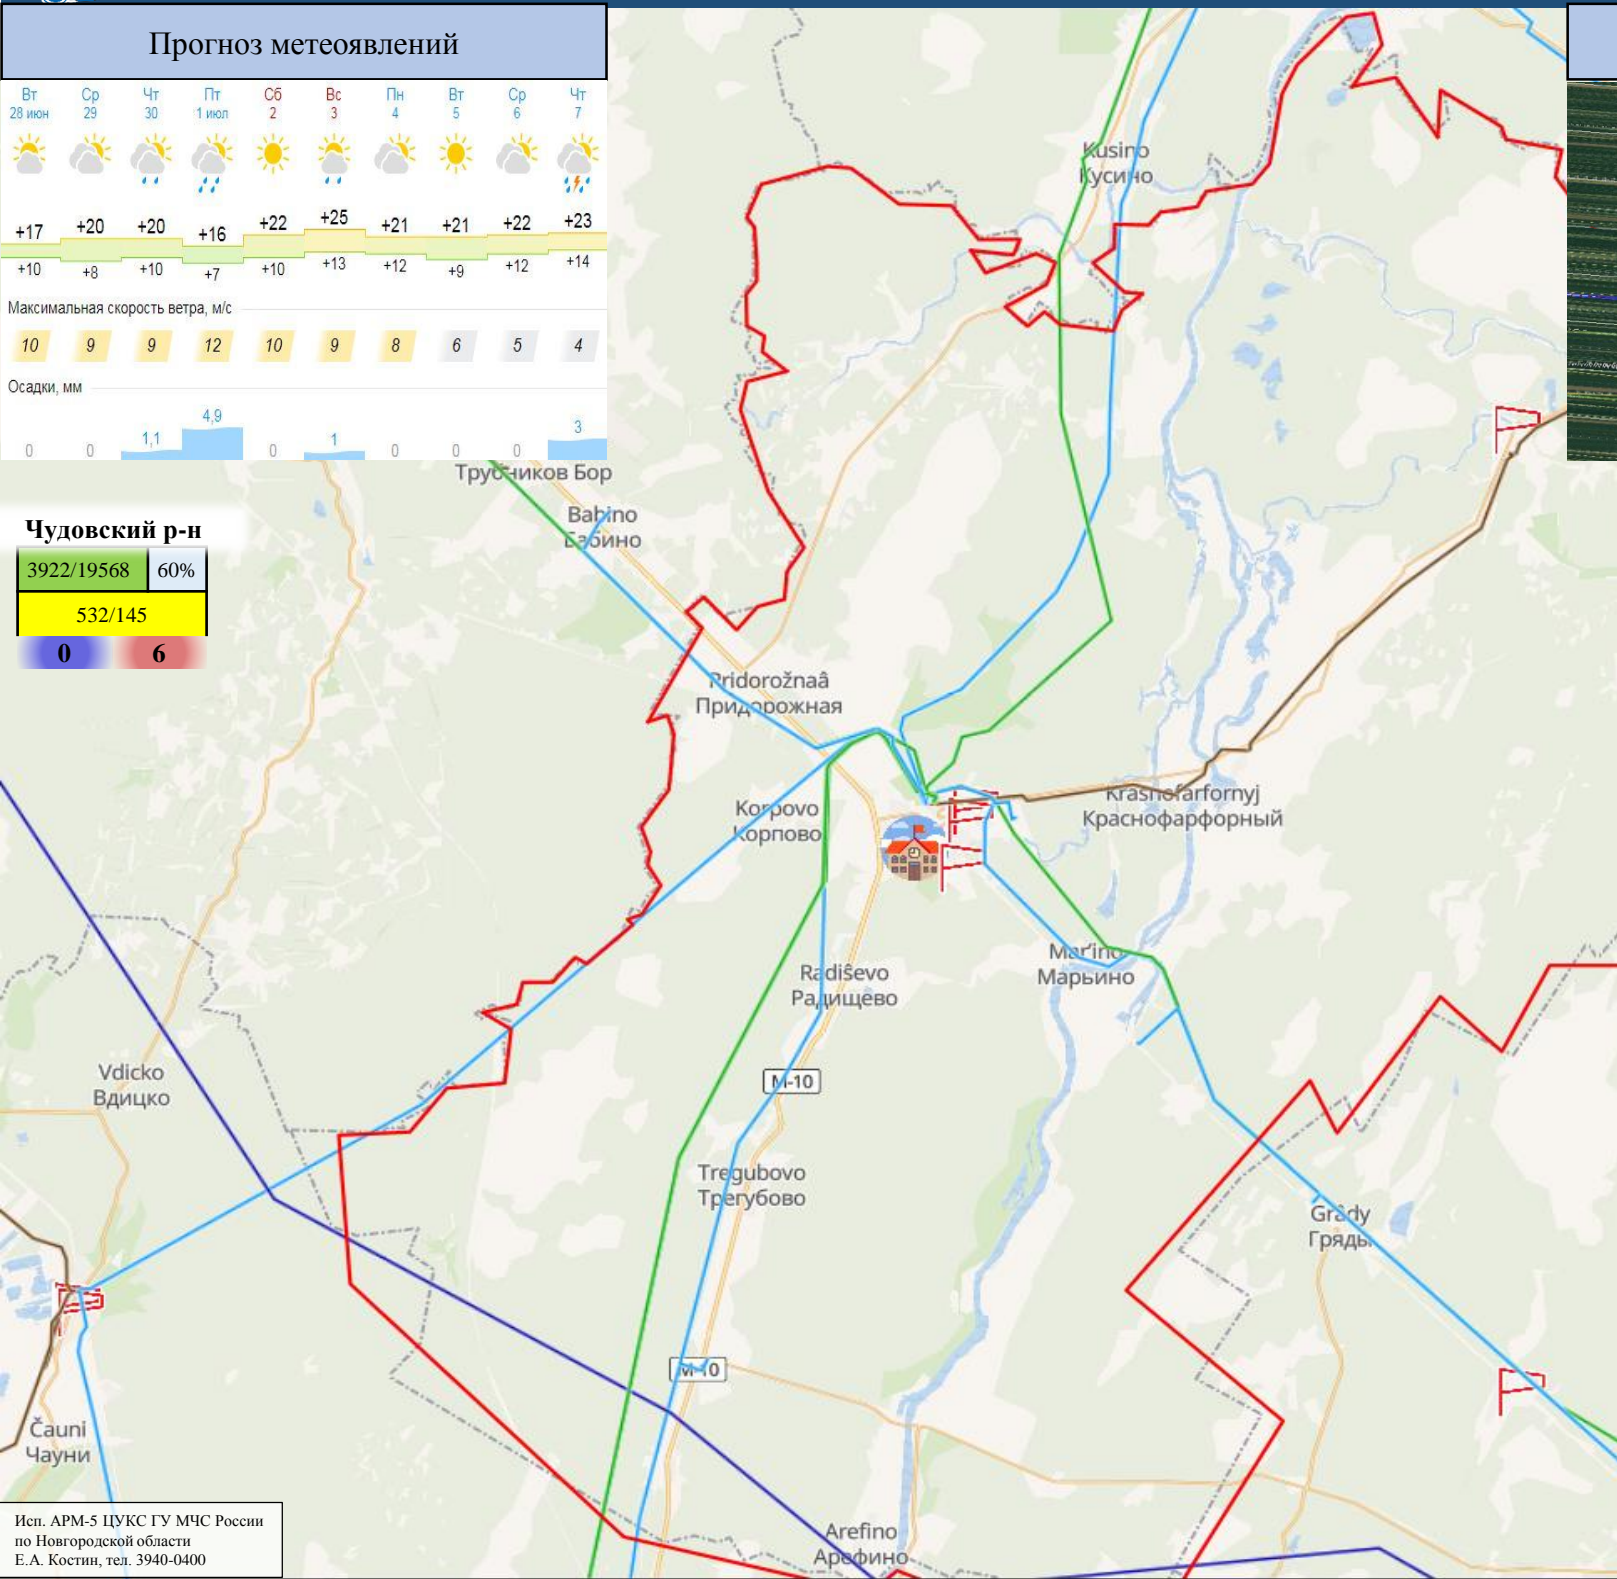 Прогноз метеоявлений
Вт Ср Чт Пт Сб Вс Пн Вт Ср Чт
28 июн 29 30 1 июл 2 3 4 5 6 7
+17 +20 +20 +16 +22 +25 +21 +21 +22 +23
+10 +8 +10 +7 +10 +13 +12 +9 +12 +14
Максимальная скорость ветра, м/с
10 9 9 12 10 9 8 6 5 4
Осадки, мм
0 0 1,1 4,9 0 1 0 0 0 3
Kusino
Кусино
Трубников Бор
Babino
Бабино
Чудовский р-н
3922/19568 60%
532/145
0 6
Pridorožnaâ
Придорожная
Korpovo
Корпово
Krasnofarfornyj
Краснофарфорный
Mar'ino
Марьино
Radiŝevo
Радищево
M-10
Vdicko
Вдицко
Tregubovo
Трегубово
Grâdy
Гряды
M-10
Čauni
Чауни
Arefino
Арефино
Исп. АРМ-5 ЦУКС ГУ МЧС России
по Новгородской области
Е.А. Костин, тел. 3940-0400